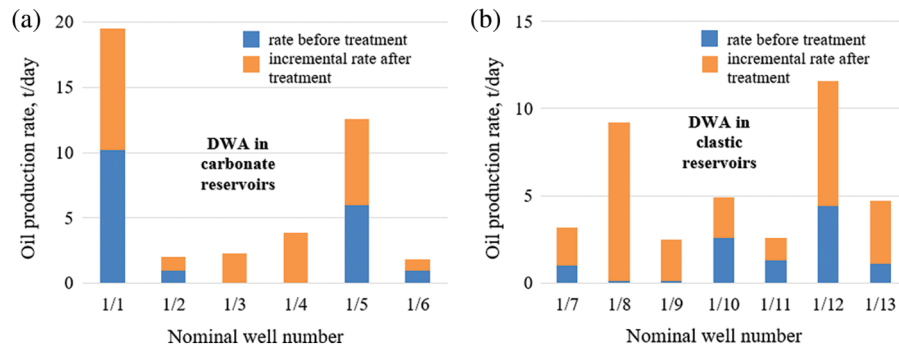 (a)
20
15
10
5
0
Oil production rate, t/day
rate before treatment
incremental rate after
treatment
DWA in
carbonate
reservoirs
1/1 1/2 1/3 1/4 1/5 1/6
Nominal well number
(b)
15
10
5
0
Oil production rate, t/day
rate before treatment
incremental rate after
treatment
DWA in
clastic
reservoirs
1/7 1/8 1/9 1/10 1/11 1/12 1/13
Nominal well number